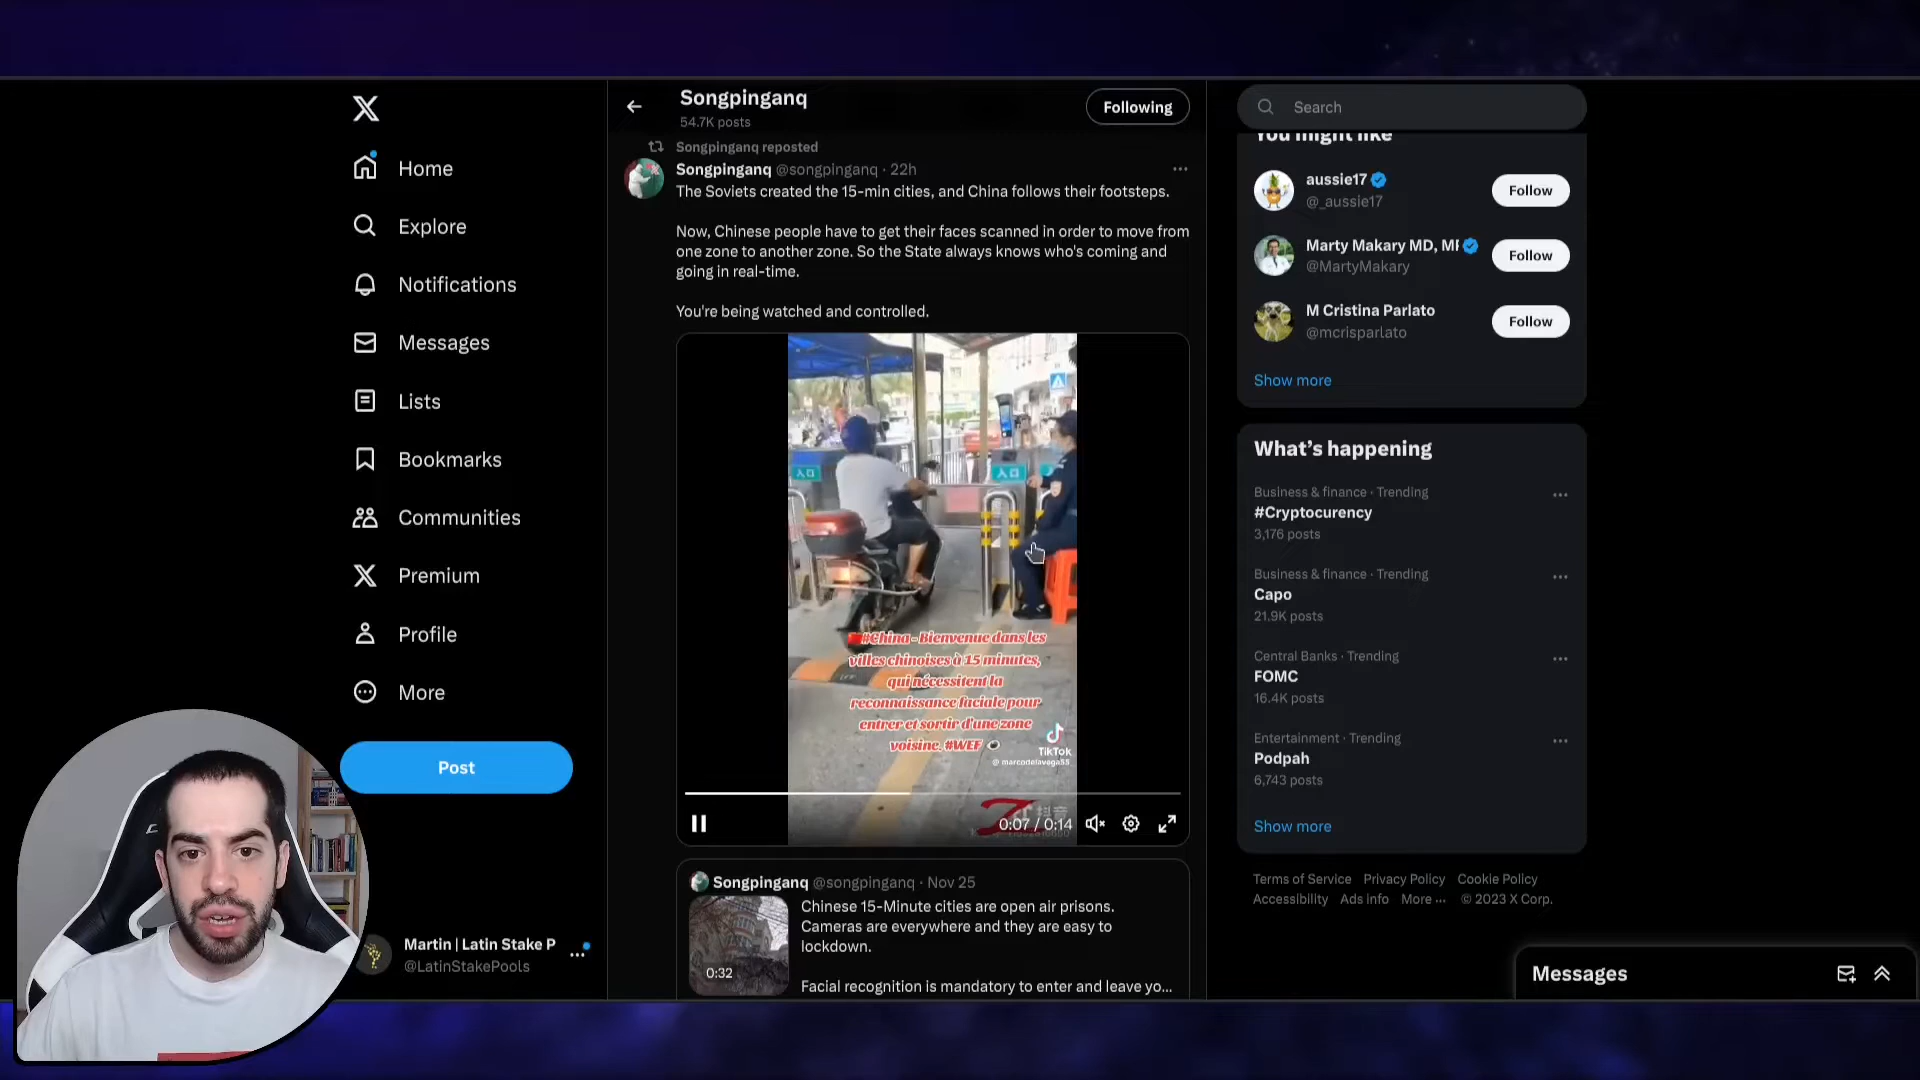 Home
Explore
Notifications
Messages
Lists
Bookmarks
Communities
Premium
Profile
More
Post
Martin | Latin Stake P
@LatinStakePools
Songpinganq
54.7K posts
Following
Songpinganq reposted
Songpinganq @songpinganq · 22h
The Soviets created the 15-min cities, and China follows their footsteps.
Now, Chinese people have to get their faces scanned in order to move from
one zone to another zone. So the State always knows who's coming and
going in real-time.
You're being watched and controlled.
入口
入口
#China - Bienvenue dans les
villes chinoises à 15 minutes,
qui nécessitent la
reconnaissance faciale pour
entrer et sortir d'une zone
voisine. #WEF
TikTok
@ marcodelavega55
抖音
0:07 / 0:14
Songpinganq @songpinganq · Nov 25
Chinese 15-Minute cities are open air prisons.
Cameras are everywhere and they are easy to
lockdown.
0:32
Facial recognition is mandatory to enter and leave yo...
Search
You might like
aussie17
@_aussie17
Follow
Marty Makary MD, MI
@MartyMakary
Follow
M Cristina Parlato
@mcrisparlato
Follow
Show more
What's happening
Business & finance · Trending
#Cryptocurency
3,176 posts
Business & finance · Trending
Capo
21.9K posts
Central Banks · Trending
FOMC
16.4K posts
Entertainment · Trending
Podpah
6,743 posts
Show more
Terms of Service Privacy Policy Cookie Policy
Accessibility Ads info More ··· © 2023 X Corp.
Messages